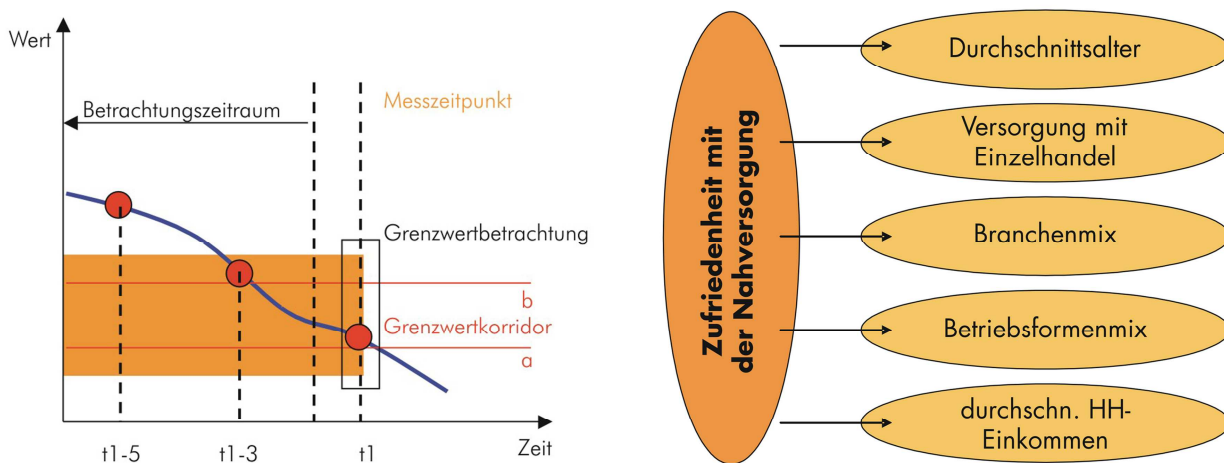 Wert
Betrachtungszeitraum
Messzeitpunkt
Grenzwertbetrachtung
b
Grenzwertkorridor
a
t1-5
t1-3
t1
Zeit
Zufriedenheit mit
der Nahversorgung
Durchschnittsalter
Versorgung mit
Einzelhandel
Branchenmix
Betriebsformenmix
durchschn. HH-
Einkommen